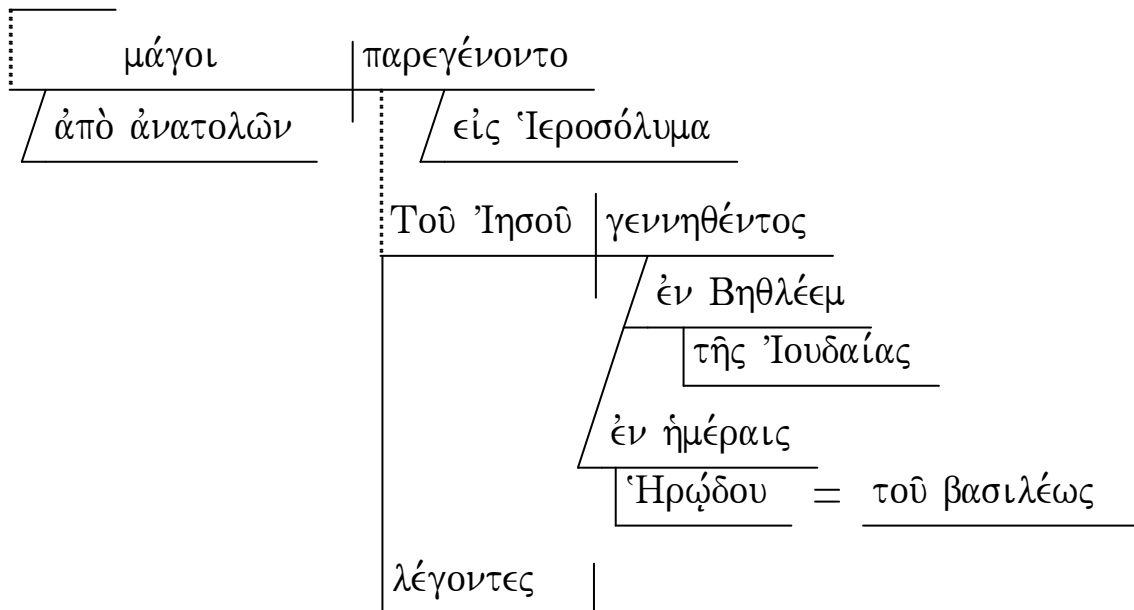 μάγοι παρεγένοντο
ἀπὸ ἀνατολῶν εἰς Ἱεροσόλυμα
Τοῦ Ἰησοῦ γεννηθέντος
ἐν Βηθλέεμ
τῆς Ἰουδαίας
ἐν ἡμέραις
Ἡρῴδου = τοῦ βασιλέως
λέγοντες